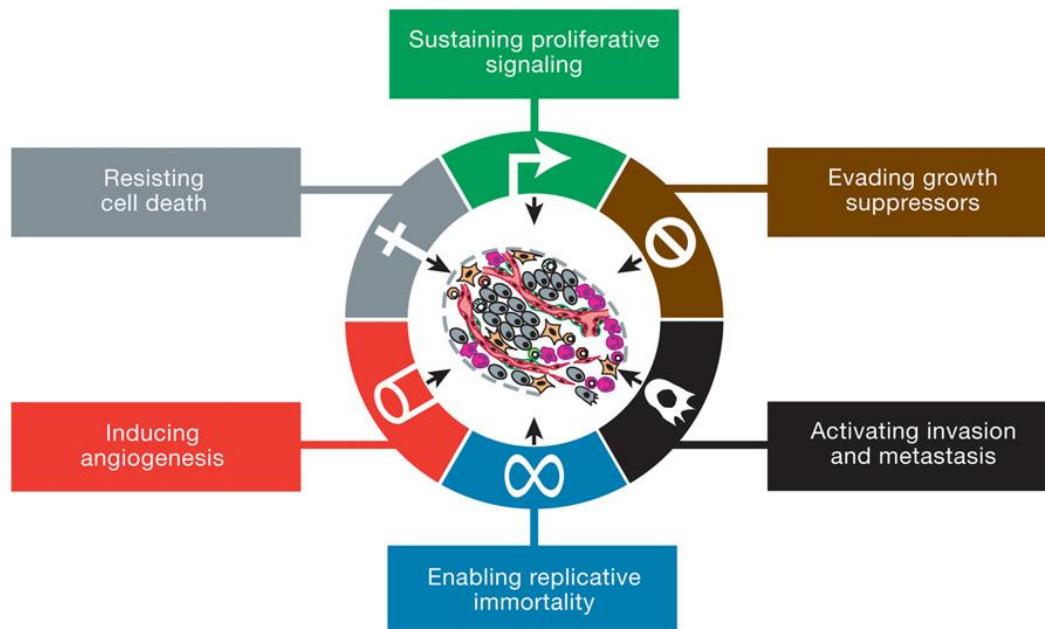 Sustaining proliferative
signaling
Resisting
cell death
Evading growth
suppressors
Inducing
angiogenesis
Activating invasion
and metastasis
Enabling replicative
immortality